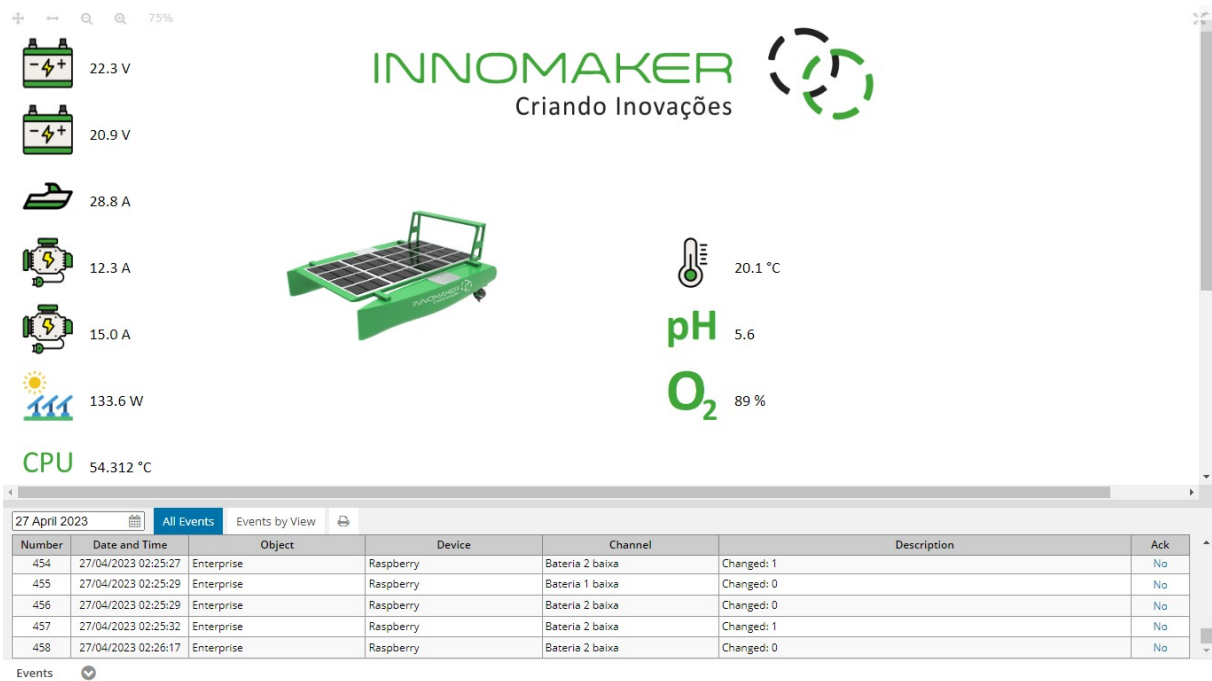 75%
INNOMAKER
Criando Inovações
22.3 V
20.9 V
28.8 A
12.3 A
15.0 A
133.6 W
CPU 54.312 °C
INNOMAKER
20.1 °C
pH 5.6
O₂ 89 %
27 April 2023 All Events Events by View
Number Date and Time Object Device Channel Description Ack
454 27/04/2023 02:25:27 Enterprise Raspberry Bateria 2 baixa Changed: 1 No
455 27/04/2023 02:25:29 Enterprise Raspberry Bateria 1 baixa Changed: 0 No
456 27/04/2023 02:25:29 Enterprise Raspberry Bateria 2 baixa Changed: 0 No
457 27/04/2023 02:25:32 Enterprise Raspberry Bateria 2 baixa Changed: 1 No
458 27/04/2023 02:26:17 Enterprise Raspberry Bateria 2 baixa Changed: 0 No
Events